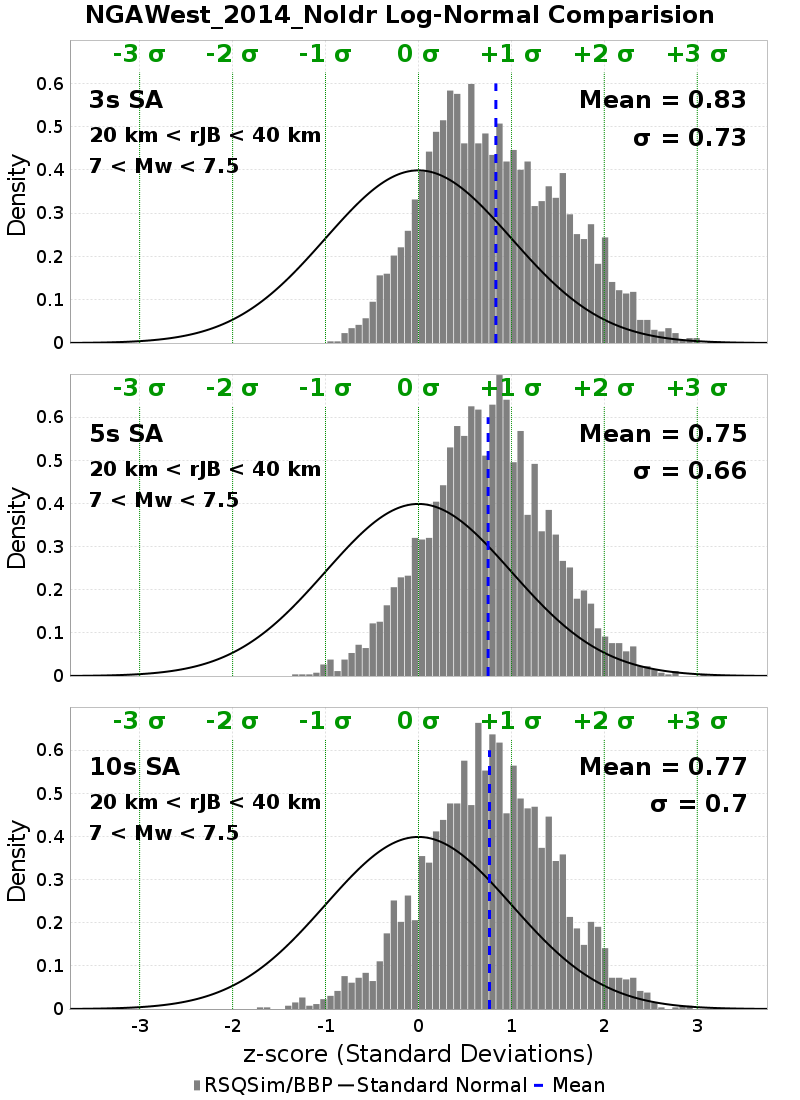 NGAWest_2014_NoIdr Log-Normal Comparision
-3 σ -2 σ -1 σ 0 σ +1 σ +2 σ +3 σ
3s SA Mean = 0.83
20 km < rJB < 40 km σ = 0.73
7 < Mw < 7.5
Density
0.6
0.5
0.4
0.3
0.2
0.1
0
-3 σ -2 σ -1 σ 0 σ +1 σ +2 σ +3 σ
5s SA Mean = 0.75
20 km < rJB < 40 km σ = 0.66
7 < Mw < 7.5
Density
0.6
0.5
0.4
0.3
0.2
0.1
0
-3 σ -2 σ -1 σ 0 σ +1 σ +2 σ +3 σ
10s SA Mean = 0.77
20 km < rJB < 40 km σ = 0.7
7 < Mw < 7.5
Density
0.6
0.5
0.4
0.3
0.2
0.1
0
-3 -2 -1 0 1 2 3
z-score (Standard Deviations)
RSQSim/BBP Standard Normal Mean